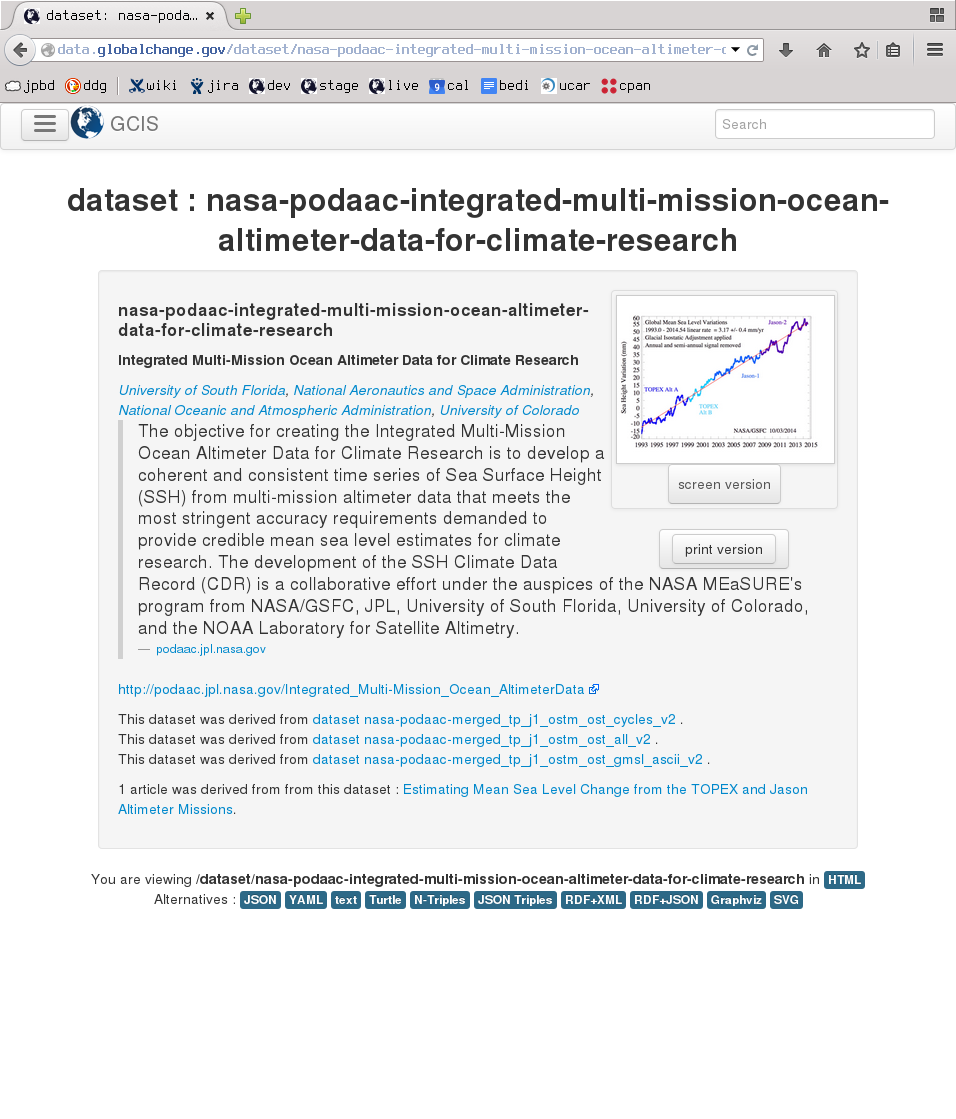 dataset: nasa-poda...
data.globalchange.gov/dataset/nasa-podaac-integrated-multi-mission-ocean-altimeter-c
jpbd ddg wiki jira dev stage live 9 cal bedi ucar cpan
GCIS Search
dataset : nasa-podaac-integrated-multi-mission-ocean-
altimeter-data-for-climate-research
nasa-podaac-integrated-multi-mission-ocean-altimeter-
data-for-climate-research
Integrated Multi-Mission Ocean Altimeter Data for Climate Research
University of South Florida, National Aeronautics and Space Administration,
National Oceanic and Atmospheric Administration, University of Colorado
The objective for creating the Integrated Multi-Mission
Ocean Altimeter Data for Climate Research is to develop a
coherent and consistent time series of Sea Surface Height
(SSH) from multi-mission altimeter data that meets the
most stringent accuracy requirements demanded to
provide credible mean sea level estimates for climate
research. The development of the SSH Climate Data
Record (CDR) is a collaborative effort under the auspices of the NASA MEaSURE's
program from NASA/GSFC, JPL, University of South Florida, University of Colorado,
and the NOAA Laboratory for Satellite Altimetry.
— podaac.jpl.nasa.gov
Global Mean Sea Level Variations
1993.0 - 2014.54 linear rate = 3.17 +/- 0.4 mm/yr
Glacial Isostatic Adjustment applied
Annual and semi-annual signal removed
Jason-2
Jason-1
TOPEX Alt A
TOPEX
Alt B
NASA/GSFC 10/03/2014
Sea Height Variation (mm)
60
55
50
45
40
35
30
25
20
15
10
5
0
-5
-10
-15
-20
1993 1995 1997 1999 2001 2003 2005 2007 2009 2011 2013 2015
screen version
print version
http://podaac.jpl.nasa.gov/Integrated_Multi-Mission_Ocean_AltimeterData
This dataset was derived from dataset nasa-podaac-merged_tp_j1_ostm_ost_cycles_v2 .
This dataset was derived from dataset nasa-podaac-merged_tp_j1_ostm_ost_all_v2 .
This dataset was derived from dataset nasa-podaac-merged_tp_j1_ostm_ost_gmsl_ascii_v2 .
1 article was derived from from this dataset : Estimating Mean Sea Level Change from the TOPEX and Jason
Altimeter Missions.
You are viewing /dataset/nasa-podaac-integrated-multi-mission-ocean-altimeter-data-for-climate-research in HTML
Alternatives : JSON YAML text Turtle N-Triples JSON Triples RDF+XML RDF+JSON Graphviz SVG